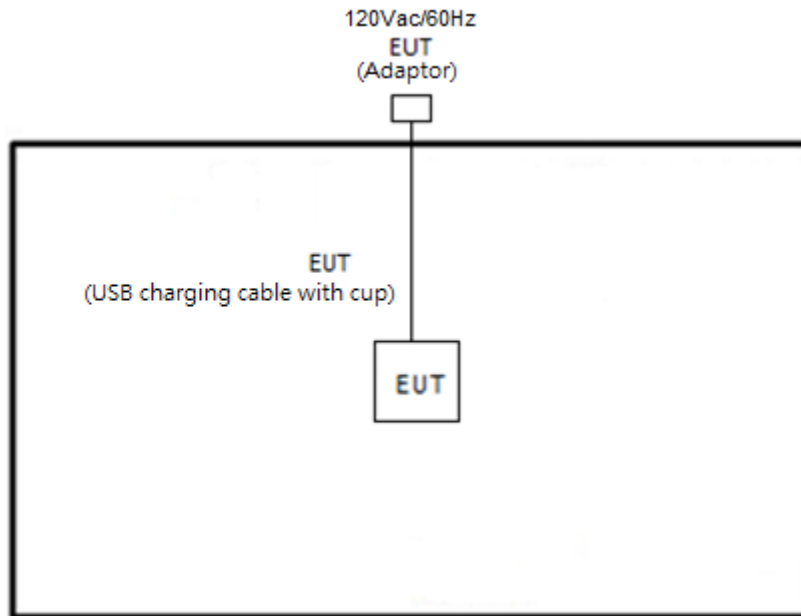 120Vac/60Hz
EUT
(Adaptor)
EUT
(USB charging cable with cup)
EUT